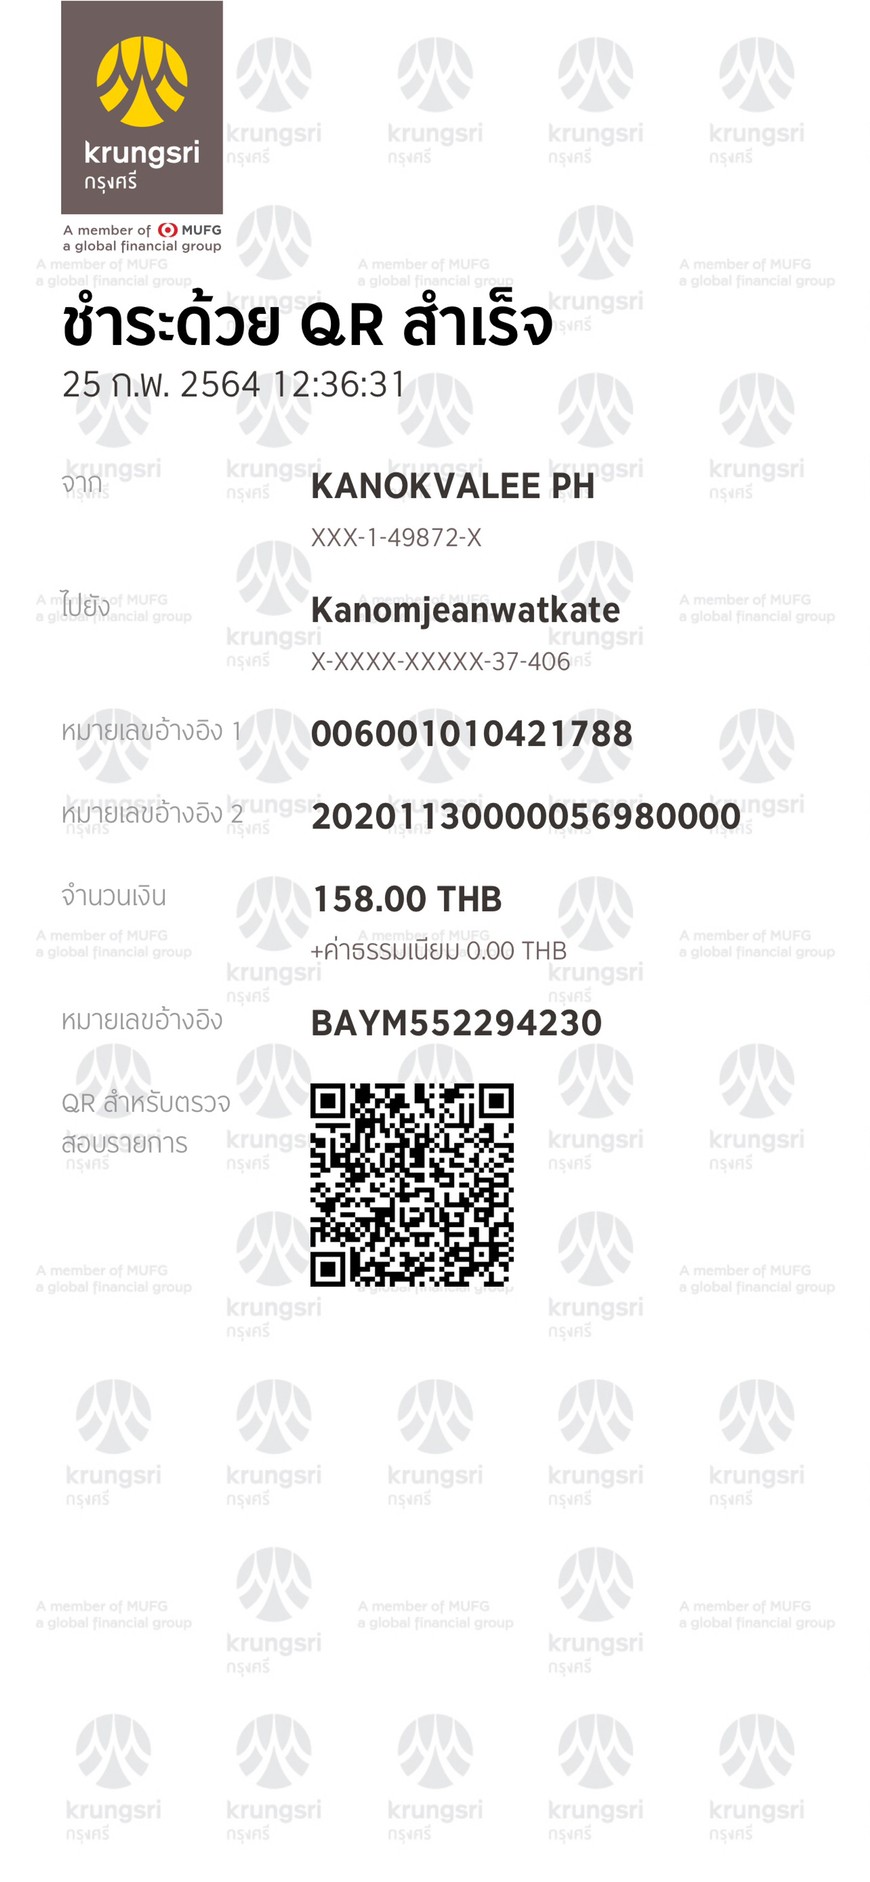 krungsri
กรุงศรี
A member of MUFG
a global financial group
ชำระด้วย QR สำเร็จ
25 ก.พ. 2564 12:36:31
จาก
KANOKVALEE PH
XXX-1-49872-X
ไปยัง
Kanomjeanwatkate
X-XXXX-XXXXX-37-406
หมายเลขอ้างอิง 1
006001010421788
หมายเลขอ้างอิง 2
20201130000056980000
จำนวนเงิน
158.00 THB
+ค่าธรรมเนียม 0.00 THB
หมายเลขอ้างอิง
BAYM552294230
QR สำหรับตรวจ
สอบรายการ